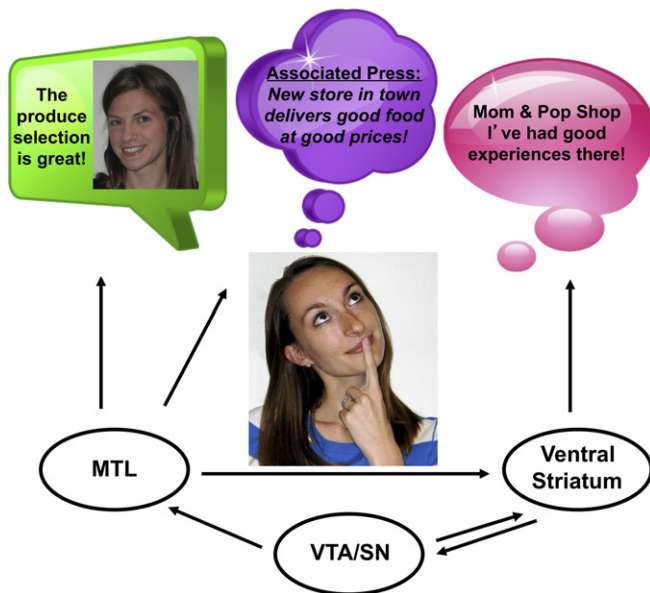 The
produce
selection
is great!
Associated Press:
New store in town
delivers good food
at good prices!
Mom & Pop Shop
I've had good
experiences there!
MTL
Ventral
Striatum
VTA/SN